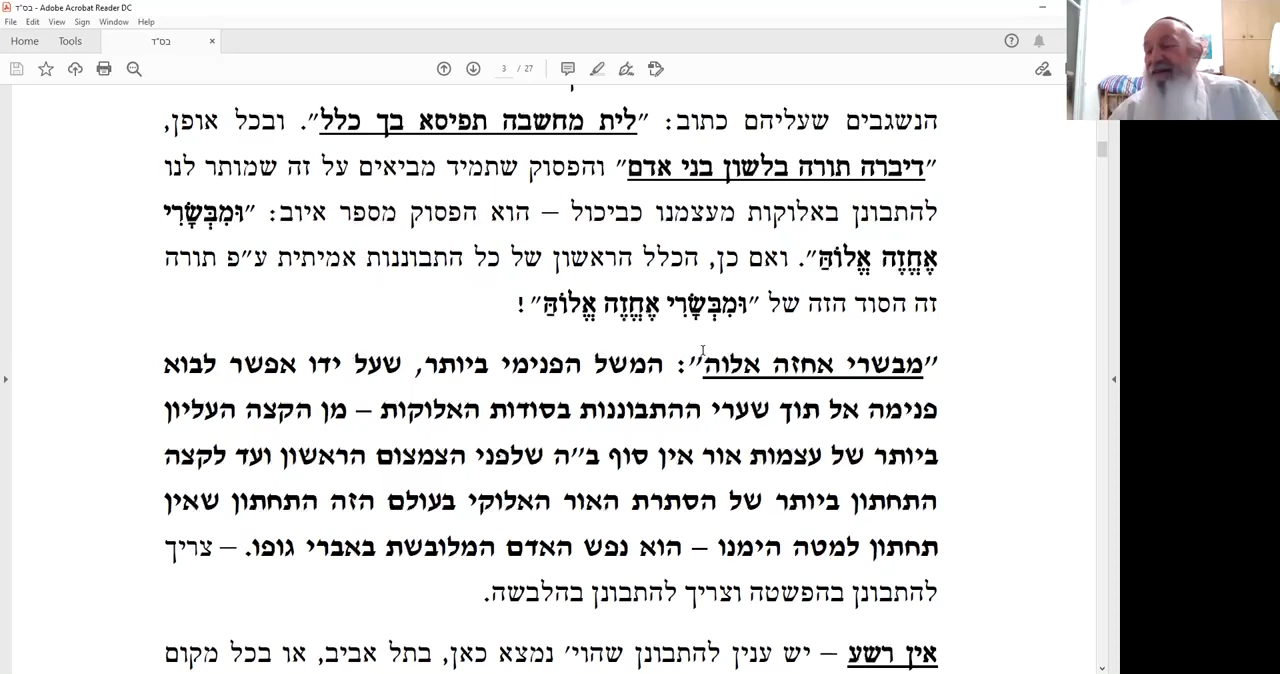 בס"ד - Adobe Acrobat Reader DC
File Edit View Sign Window Help
Home Tools בס"ד ×
3 / 27
הנשגבים שעליהם כתוב: "לית מחשבה תפיסא בך כלל". ובכל אופן,
"דיברה תורה בלשון בני אדם" והפסוק שתמיד מביאים על זה שמותר לנו
להתבונן באלוקות מעצמנו כביכול – הוא הפסוק מספר איוב: "וּמִבְּשָׂרִי
אֶחֱזֶה אֱלוֹהַּ". ואם כן, הכלל הראשון של כל התבוננות אמיתית ע"פ תורה
זה הסוד הזה של "וּמִבְּשָׂרִי אֶחֱזֶה אֱלוֹהַּ"!
"מבשרי אחזה אלוה": המשל הפנימי ביותר, שעל ידו אפשר לבוא
פנימה אל תוך שערי ההתבוננות בסודות האלוקות – מן הקצה העליון
ביותר של עצמות אור אין סוף ב"ה שלפני הצמצום הראשון ועד לקצה
התחתון ביותר של הסתרת האור האלוקי בעולם הזה התחתון שאין
תחתון למטה הימנו – הוא נפש האדם המלובשת באברי גופו. – צריך
להתבונן בהפשטה וצריך להתבונן בהלבשה.
אין רשע – יש ענין להתבונן שהוי' נמצא כאן, בתל אביב, או בכל מקום